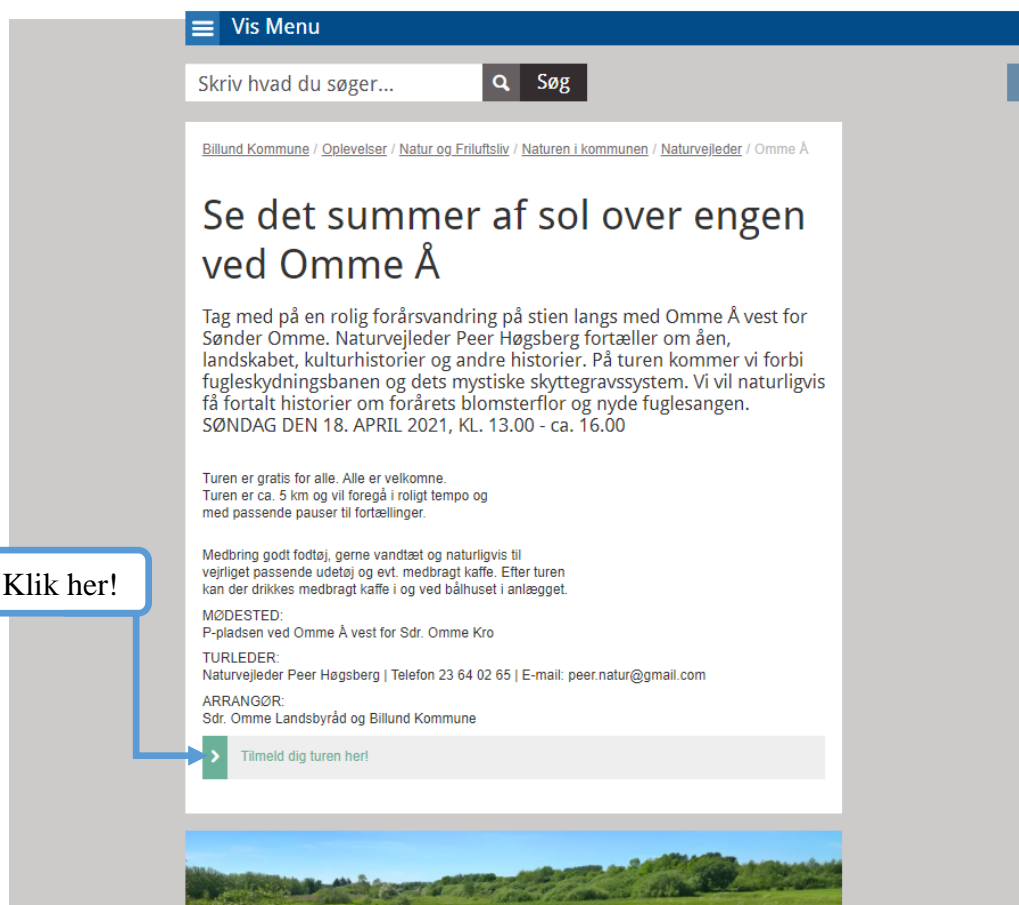 Vis Menu
Skriv hvad du søger...
Søg
Billund Kommune / Oplevelser / Natur og Friluftsliv / Naturen i kommunen / Naturvejleder / Omme Å
Se det summer af sol over engen
ved Omme Å
Tag med på en rolig forårsvandring på stien langs med Omme Å vest for
Sønder Omme. Naturvejleder Peer Høgsberg fortæller om åen,
landskabet, kulturhistorier og andre historier. På turen kommer vi forbi
fugleskydningsbanen og dets mystiske skyttegravssystem. Vi vil naturligvis
få fortalt historier om forårets blomsterflor og nyde fuglesangen.
SØNDAG DEN 18. APRIL 2021, KL. 13.00 - ca. 16.00
Turen er gratis for alle. Alle er velkomne.
Turen er ca. 5 km og vil foregå i roligt tempo og
med passende pauser til fortællinger.
Medbring godt fodtøj, gerne vandtæt og naturligvis til
vejrliget passende udetøj og evt. medbragt kaffe. Efter turen
kan der drikkes medbragt kaffe i og ved bålhuset i anlægget.
Klik her!
MØDESTED:
P-pladsen ved Omme Å vest for Sdr. Omme Kro
TURLEDER:
Naturvejleder Peer Høgsberg | Telefon 23 64 02 65 | E-mail: peer.natur@gmail.com
ARRANGØR:
Sdr. Omme Landsbyråd og Billund Kommune
Tilmeld dig turen her!